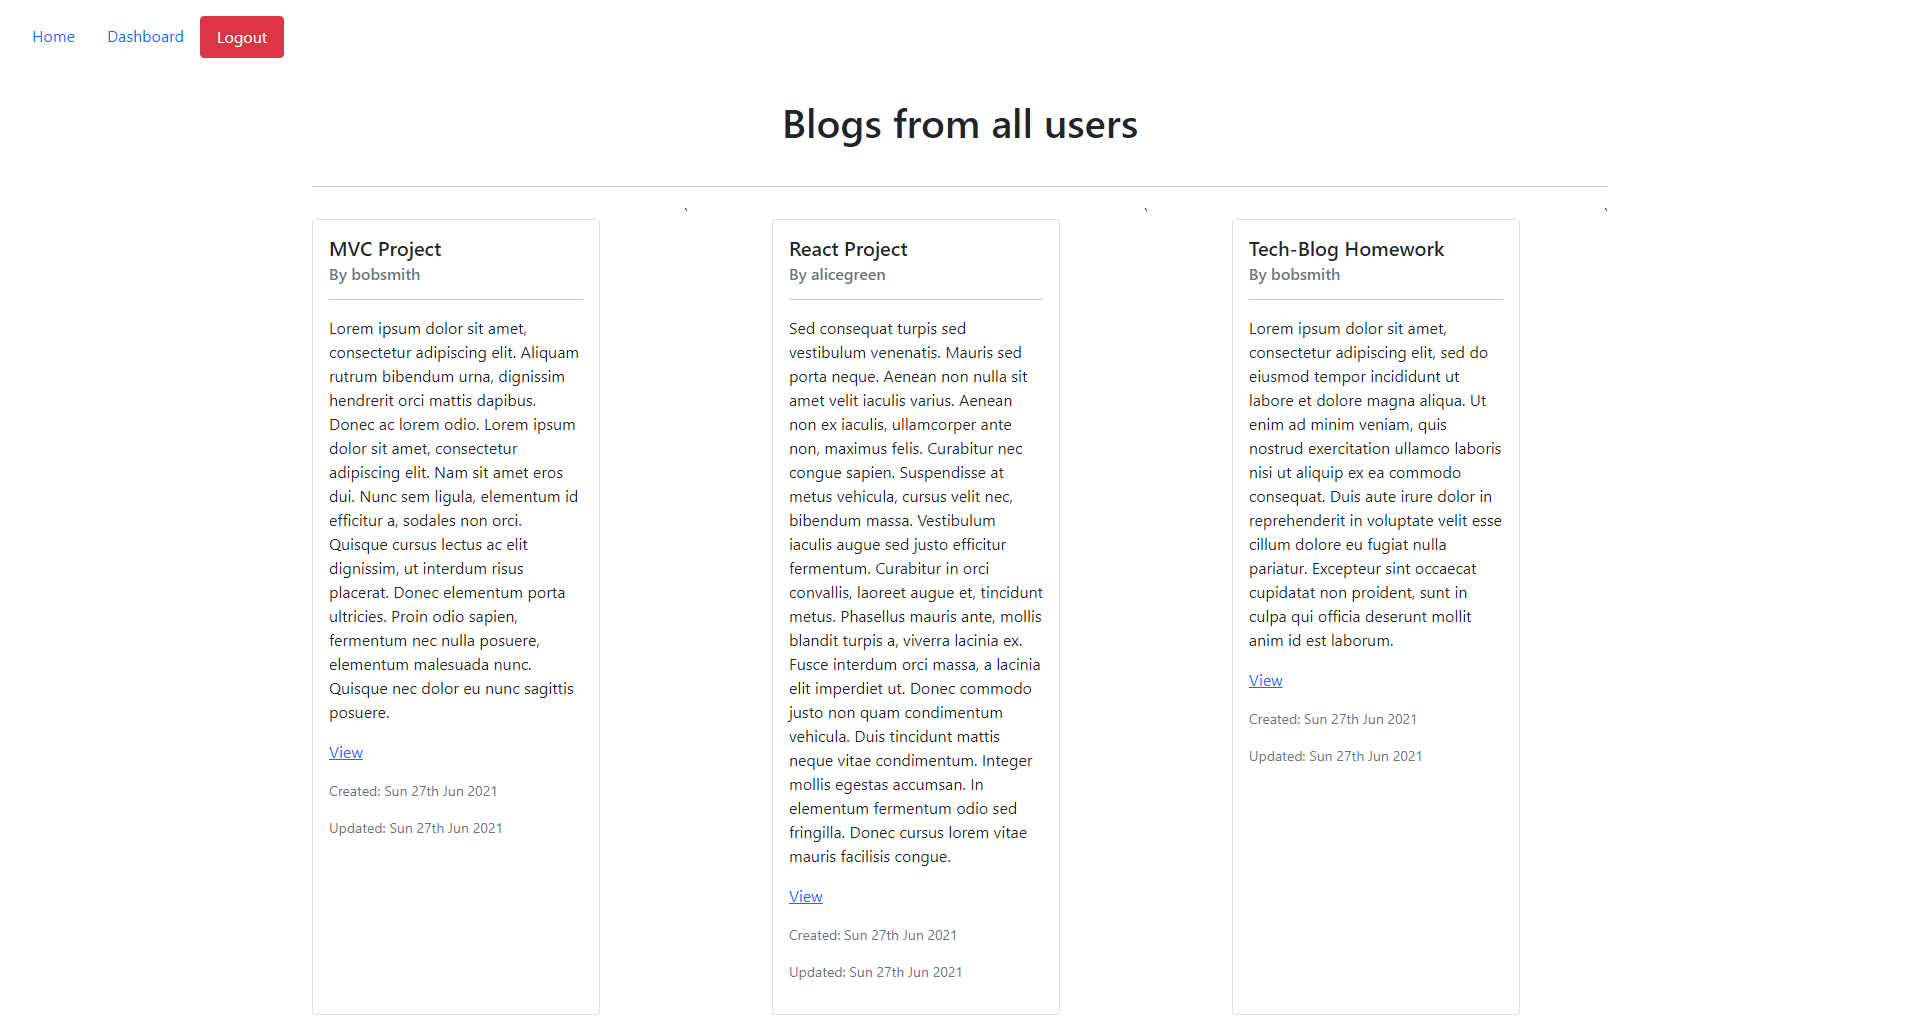 Home Dashboard Logout
Blogs from all users
` ` `
MVC Project
By bobsmith
Lorem ipsum dolor sit amet,
consectetur adipiscing elit. Aliquam
rutrum bibendum urna, dignissim
hendrerit orci mattis dapibus.
Donec ac lorem odio. Lorem ipsum
dolor sit amet, consectetur
adipiscing elit. Nam sit amet eros
dui. Nunc sem ligula, elementum id
efficitur a, sodales non orci.
Quisque cursus lectus ac elit
dignissim, ut interdum risus
placerat. Donec elementum porta
ultricies. Proin odio sapien,
fermentum nec nulla posuere,
elementum malesuada nunc.
Quisque nec dolor eu nunc sagittis
posuere.
View
Created: Sun 27th Jun 2021
Updated: Sun 27th Jun 2021
React Project
By alicegreen
Sed consequat turpis sed
vestibulum venenatis. Mauris sed
porta neque. Aenean non nulla sit
amet velit iaculis varius. Aenean
non ex iaculis, ullamcorper ante
non, maximus felis. Curabitur nec
congue sapien. Suspendisse at
metus vehicula, cursus velit nec,
bibendum massa. Vestibulum
iaculis augue sed justo efficitur
fermentum. Curabitur in orci
convallis, laoreet augue et, tincidunt
metus. Phasellus mauris ante, mollis
blandit turpis a, viverra lacinia ex.
Fusce interdum orci massa, a lacinia
elit imperdiet ut. Donec commodo
justo non quam condimentum
vehicula. Duis tincidunt mattis
neque vitae condimentum. Integer
mollis egestas accumsan. In
elementum fermentum odio sed
fringilla. Donec cursus lorem vitae
mauris facilisis congue.
View
Created: Sun 27th Jun 2021
Updated: Sun 27th Jun 2021
Tech-Blog Homework
By bobsmith
Lorem ipsum dolor sit amet,
consectetur adipiscing elit, sed do
eiusmod tempor incididunt ut
labore et dolore magna aliqua. Ut
enim ad minim veniam, quis
nostrud exercitation ullamco laboris
nisi ut aliquip ex ea commodo
consequat. Duis aute irure dolor in
reprehenderit in voluptate velit esse
cillum dolore eu fugiat nulla
pariatur. Excepteur sint occaecat
cupidatat non proident, sunt in
culpa qui officia deserunt mollit
anim id est laborum.
View
Created: Sun 27th Jun 2021
Updated: Sun 27th Jun 2021